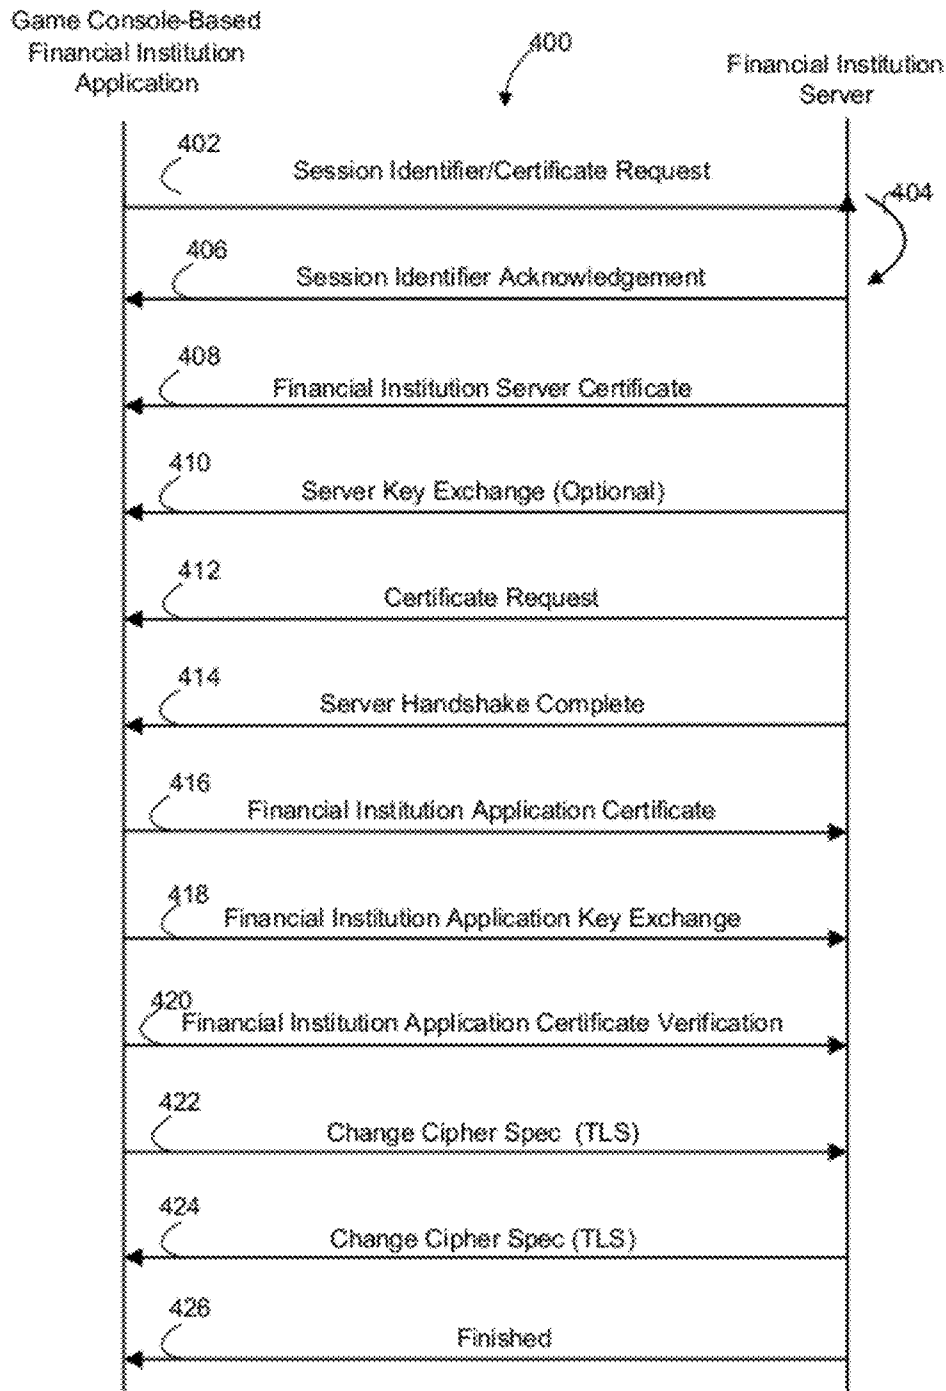 Game Console-Based
Financial Institution
Application
400
Financial Institution
Server
402
Session Identifier/Certificate Request
404
406
Session Identifier Acknowledgement
408
Financial Institution Server Certificate
410
Server Key Exchange (Optional)
412
Certificate Request
414
Server Handshake Complete
416
Financial Institution Application Certificate
418
Financial Institution Application Key Exchange
420
Financial Institution Application Certificate Verification
422
Change Cipher Spec (TLS)
424
Change Cipher Spec (TLS)
426
Finished